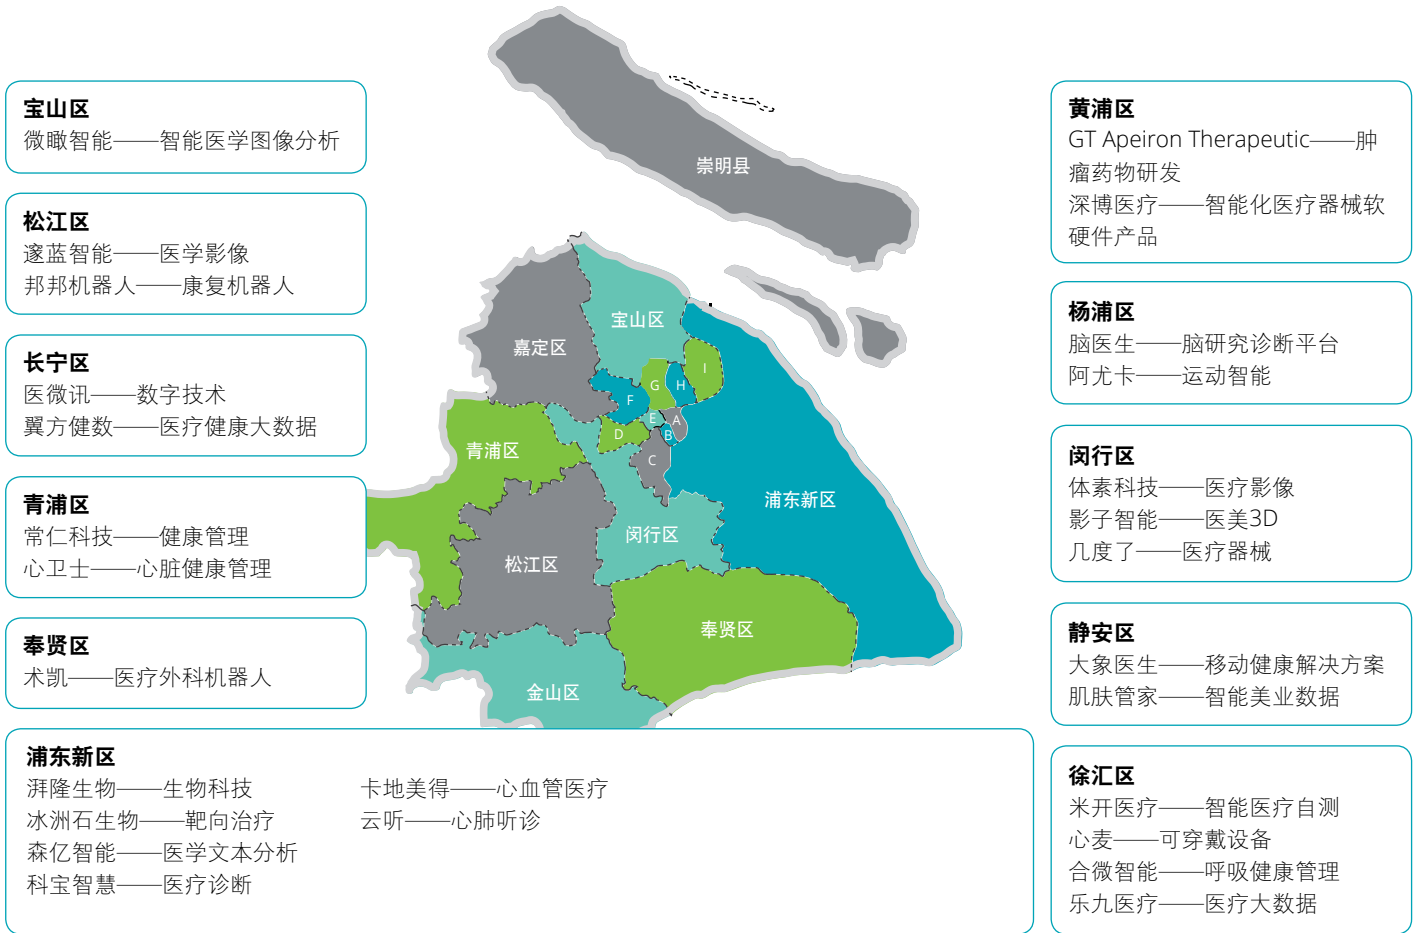 宝山区
微瞰智能——智能医学图像分析
松江区
邃蓝智能——医学影像
邦邦机器人——康复机器人
长宁区
医微讯——数字技术
翼方健数——医疗健康大数据
青浦区
常仁科技——健康管理
心卫士——心脏健康管理
奉贤区
术凯——医疗外科机器人
浦东新区
湃隆生物——生物科技
冰洲石生物——靶向治疗
森亿智能——医学文本分析
科宝智慧——医疗诊断
卡地美得——心血管医疗
云听——心肺听诊
崇明县
宝山区
嘉定区
I
G
H
F
E
A
D
B
C
青浦区
浦东新区
闵行区
松江区
奉贤区
金山区
黄浦区
GT Apeiron Therapeutic——肿
瘤药物研发
深博医疗——智能化医疗器械软
硬件产品
杨浦区
脑医生——脑研究诊断平台
阿尤卡——运动智能
闵行区
体素科技——医疗影像
影子智能——医美3D
几度了——医疗器械
静安区
大象医生——移动健康解决方案
肌肤管家——智能美业数据
徐汇区
米开医疗——智能医疗自测
心麦——可穿戴设备
合微智能——呼吸健康管理
乐九医疗——医疗大数据